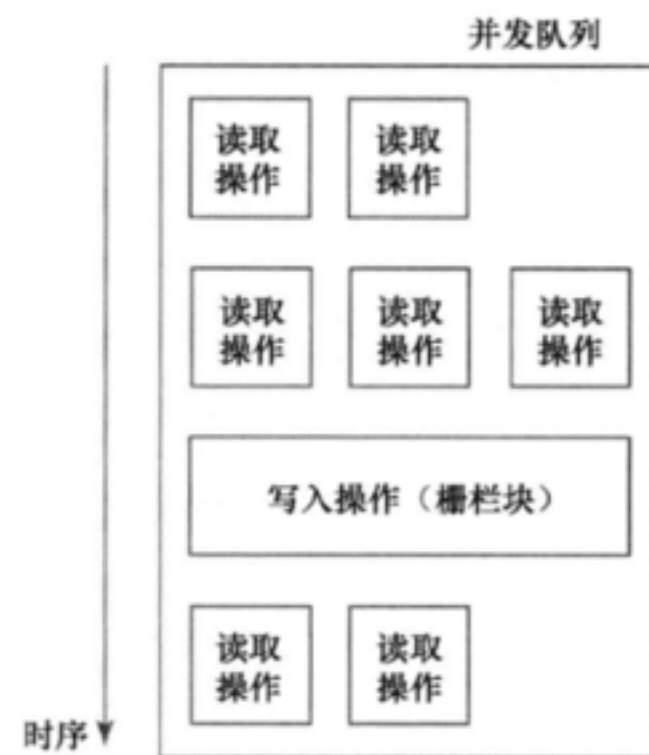 并发队列
读取 读取
操作 操作
读取 读取 读取
操作 操作 操作
写入操作（栅栏块）
读取 读取
操作 操作
时序